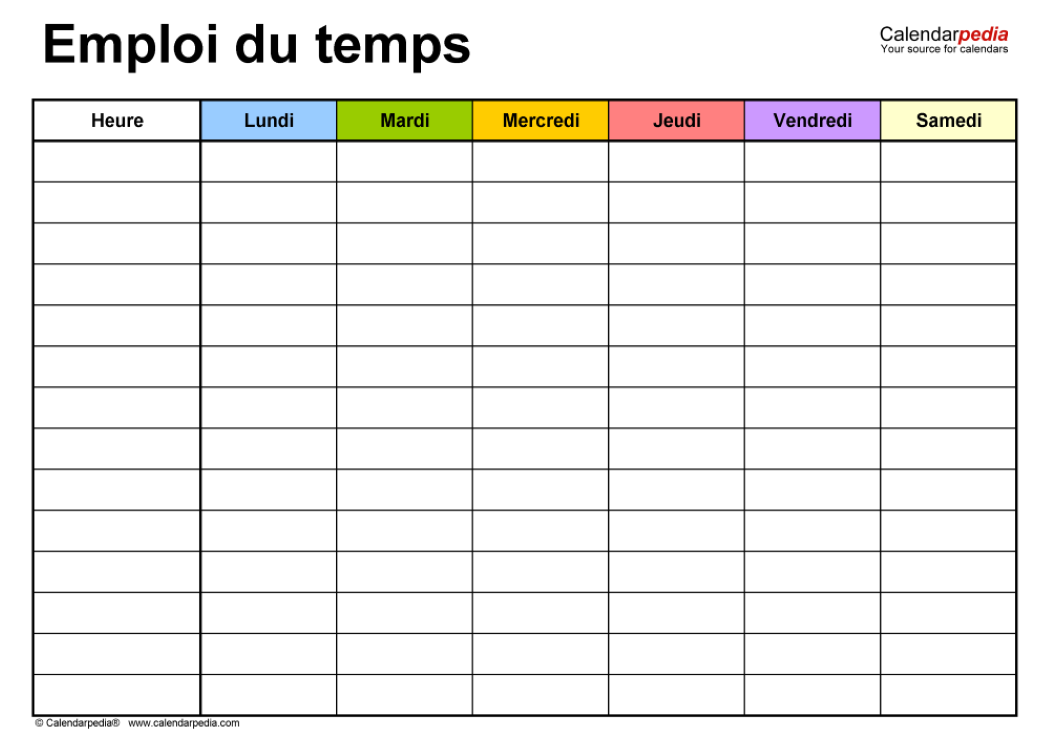 Emploi du temps
Calendarpedia
Your source for calendars
Heure Lundi Mardi Mercredi Jeudi Vendredi Samedi
© Calendarpedia® www.calendarpedia.com